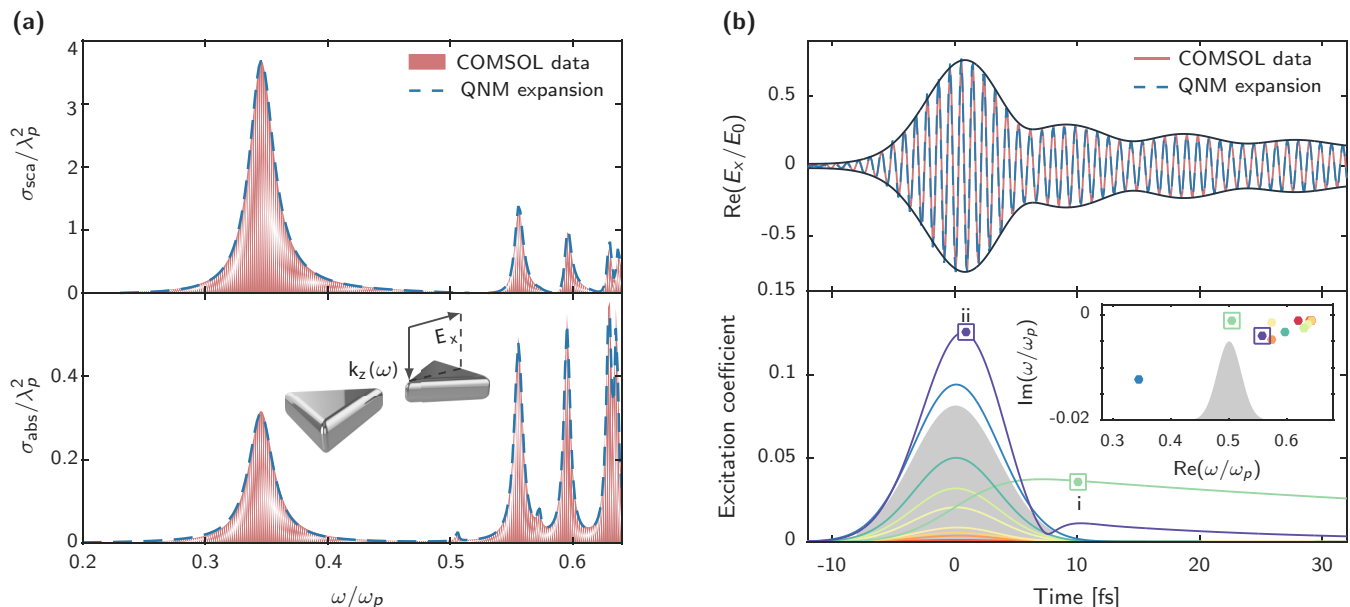 (a)
4
3
2
1
0
σsca/λp²
COMSOL data
QNM expansion
0.4
0.2
0
σabs/λp²
Ex
kz(ω)
0.2
0.3
0.4
0.5
0.6
ω/ωp
(b)
0.5
0
-0.5
Re(Ex/E0)
COMSOL data
QNM expansion
0.15
0.1
0.05
0
Excitation coefficient
ii
i
0
-0.02
Im(ω/ωp)
0.3
0.4
0.5
0.6
Re(ω/ωp)
-10
0
10
20
30
Time [fs]